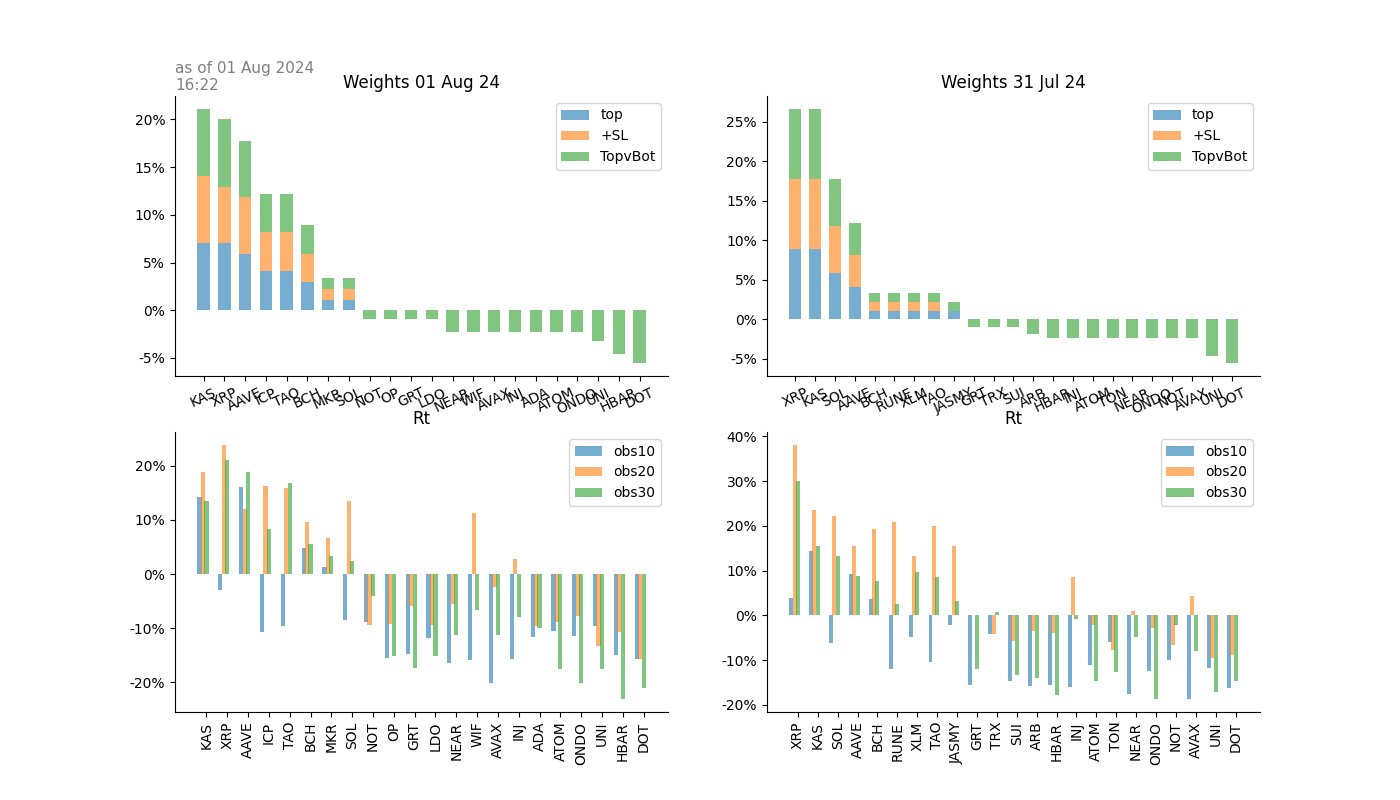 as of 01 Aug 2024
16:22
Weights 01 Aug 24
20%
15%
10%
5%
0%
-5%
top
+SL
TopvBot
KAS XRP AAVE ICP TAO BCH MKR SOL NOT OP GRT LDO NEAR WIF AVAX INJ ADA ATOM ONDO UNI HBAR DOT
Weights 31 Jul 24
25%
20%
15%
10%
5%
0%
-5%
top
+SL
TopvBot
XRP KAS SOL AAVE BCH RUNE XLM TAO JASMY GRT TRX SUI ARB HBAR INJ ATOM TON NEAR ONDO NOT AVAX UNI DOT
Rt
20%
10%
0%
-10%
-20%
obs10
obs20
obs30
KAS XRP AAVE ICP TAO BCH MKR SOL NOT OP GRT LDO NEAR WIF AVAX INJ ADA ATOM ONDO UNI HBAR DOT
Rt
40%
30%
20%
10%
0%
-10%
-20%
obs10
obs20
obs30
XRP KAS SOL AAVE BCH RUNE XLM TAO JASMY GRT TRX SUI ARB HBAR INJ ATOM TON NEAR ONDO NOT AVAX UNI DOT